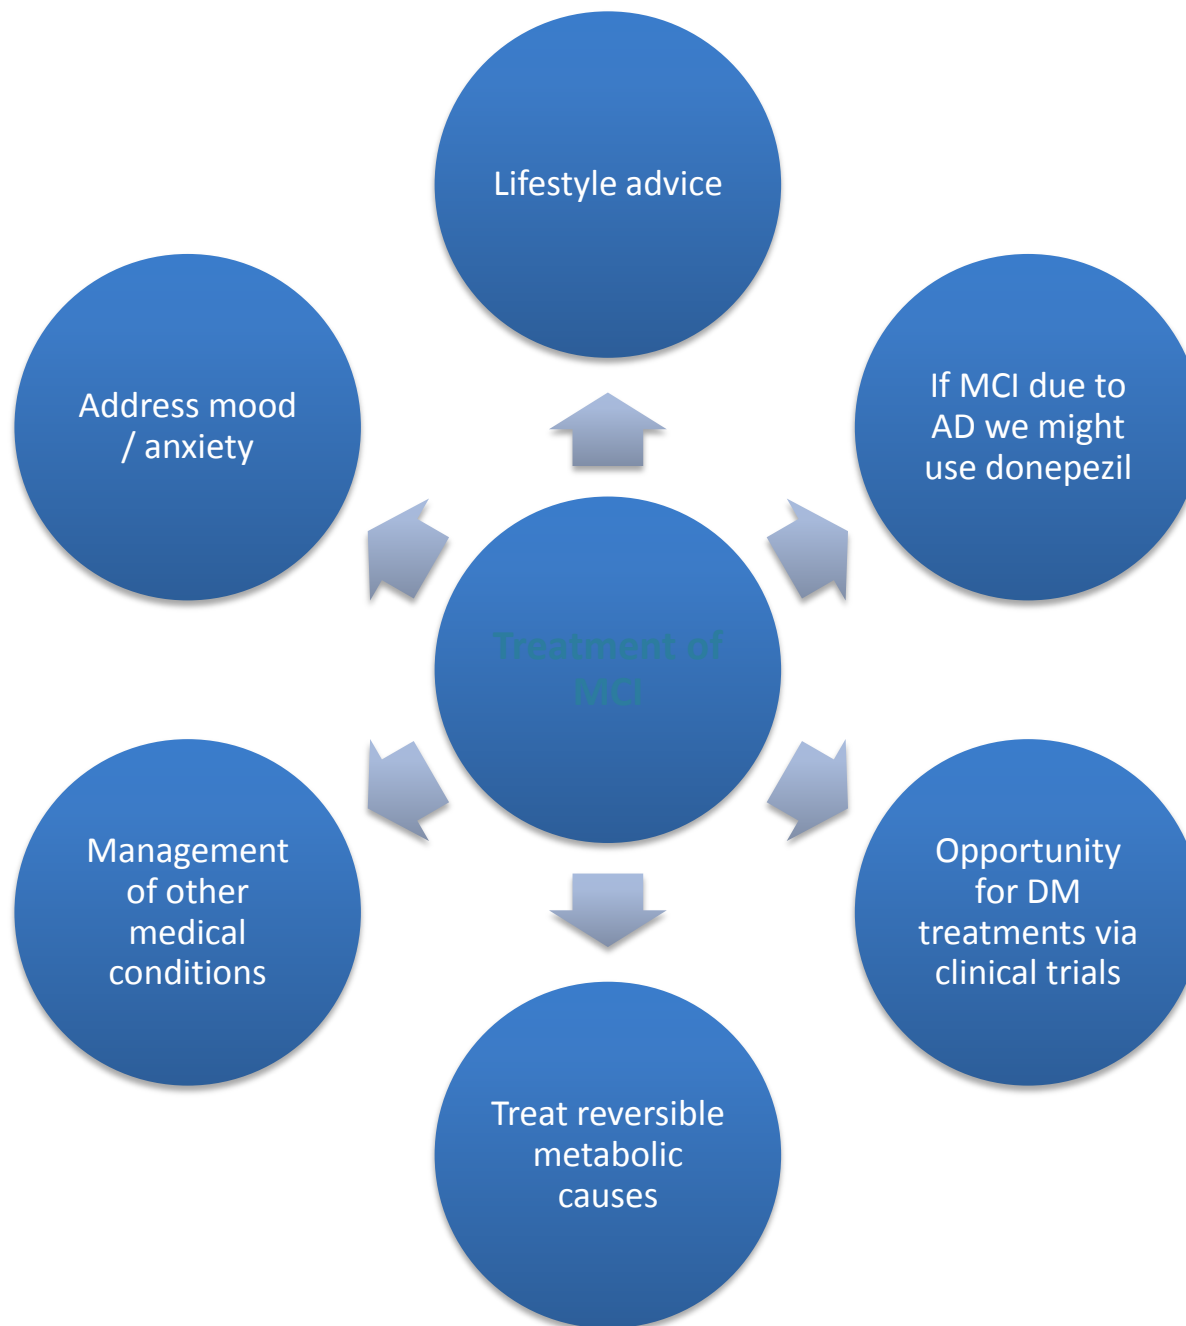 Lifestyle advice
If MCI due to
AD we might
use donepezil
Opportunity
for DM
treatments via
clinical trials
Treat reversible
metabolic
causes
Management
of other
medical
conditions
Address mood
/ anxiety
Treatment of
MCI